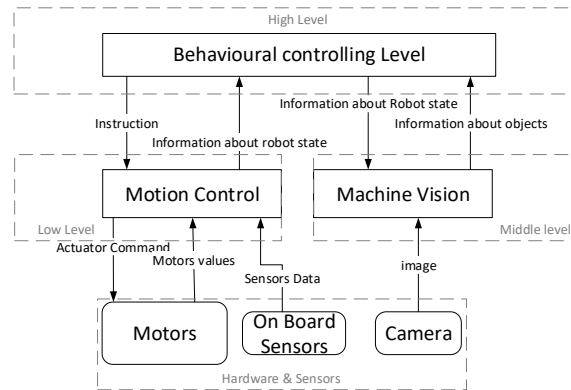 High Level
Behavioural controlling Level
Information about Robot state
Instruction
Information about objects
Information about robot state
Motion Control
Machine Vision
Low Level
Middle level
Actuator Command
Motors values
image
Sensors Data
Motors
On Board
Sensors
Camera
Hardware & Sensors